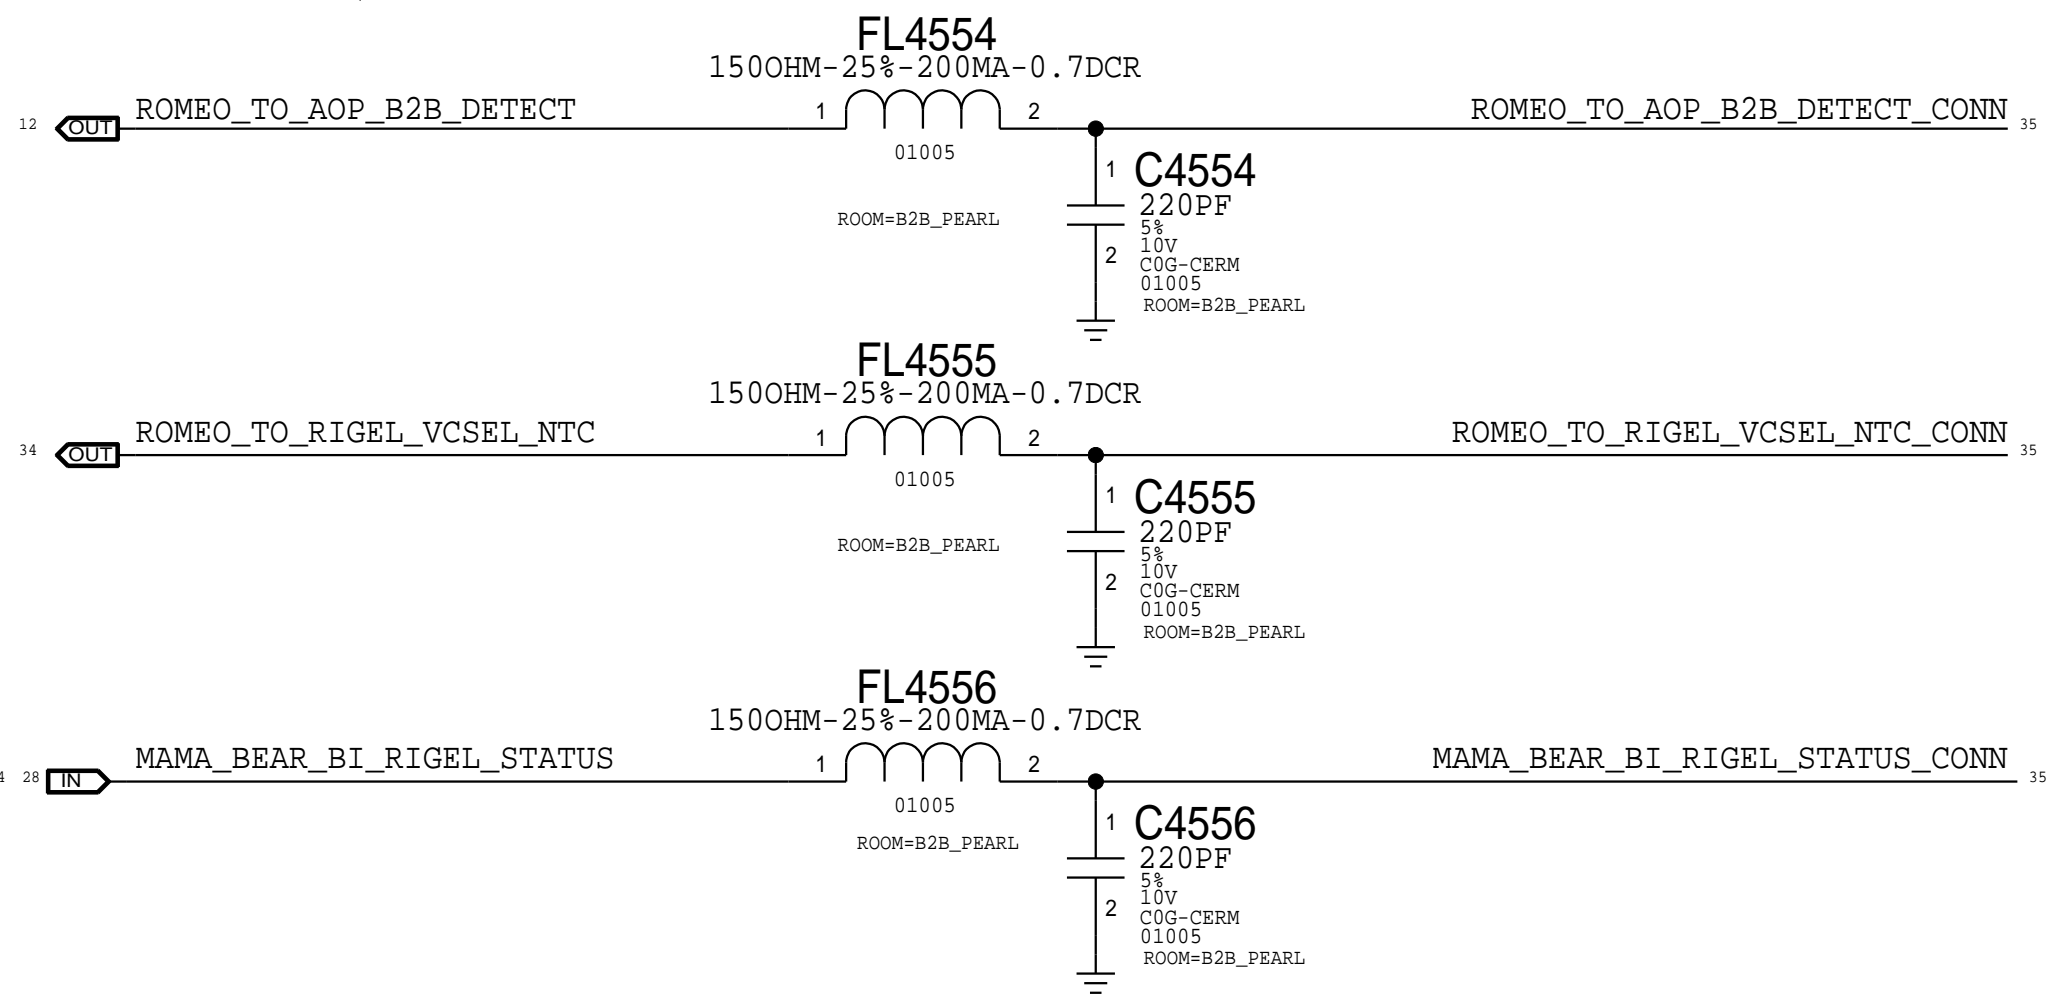 FL4554
150OHM-25%-200MA-0.7DCR
12 OUT ROMEO_TO_AOP_B2B_DETECT 1 2 ROMEO_TO_AOP_B2B_DETECT_CONN 35
01005
1 C4554
ROOM=B2B_PEARL
220PF
5%
10V
2
C0G-CERM
01005
ROOM=B2B_PEARL
FL4555
150OHM-25%-200MA-0.7DCR
34 OUT ROMEO_TO_RIGEL_VCSEL_NTC 1 2 ROMEO_TO_RIGEL_VCSEL_NTC_CONN 35
01005
1 C4555
220PF
ROOM=B2B_PEARL
5%
10V
2
C0G-CERM
01005
ROOM=B2B_PEARL
FL4556
150OHM-25%-200MA-0.7DCR
28 IN MAMA_BEAR_BI_RIGEL_STATUS 1 2 MAMA_BEAR_BI_RIGEL_STATUS_CONN 35
01005
1 C4556
ROOM=B2B_PEARL
220PF
5%
10V
2
C0G-CERM
01005
ROOM=B2B_PEARL